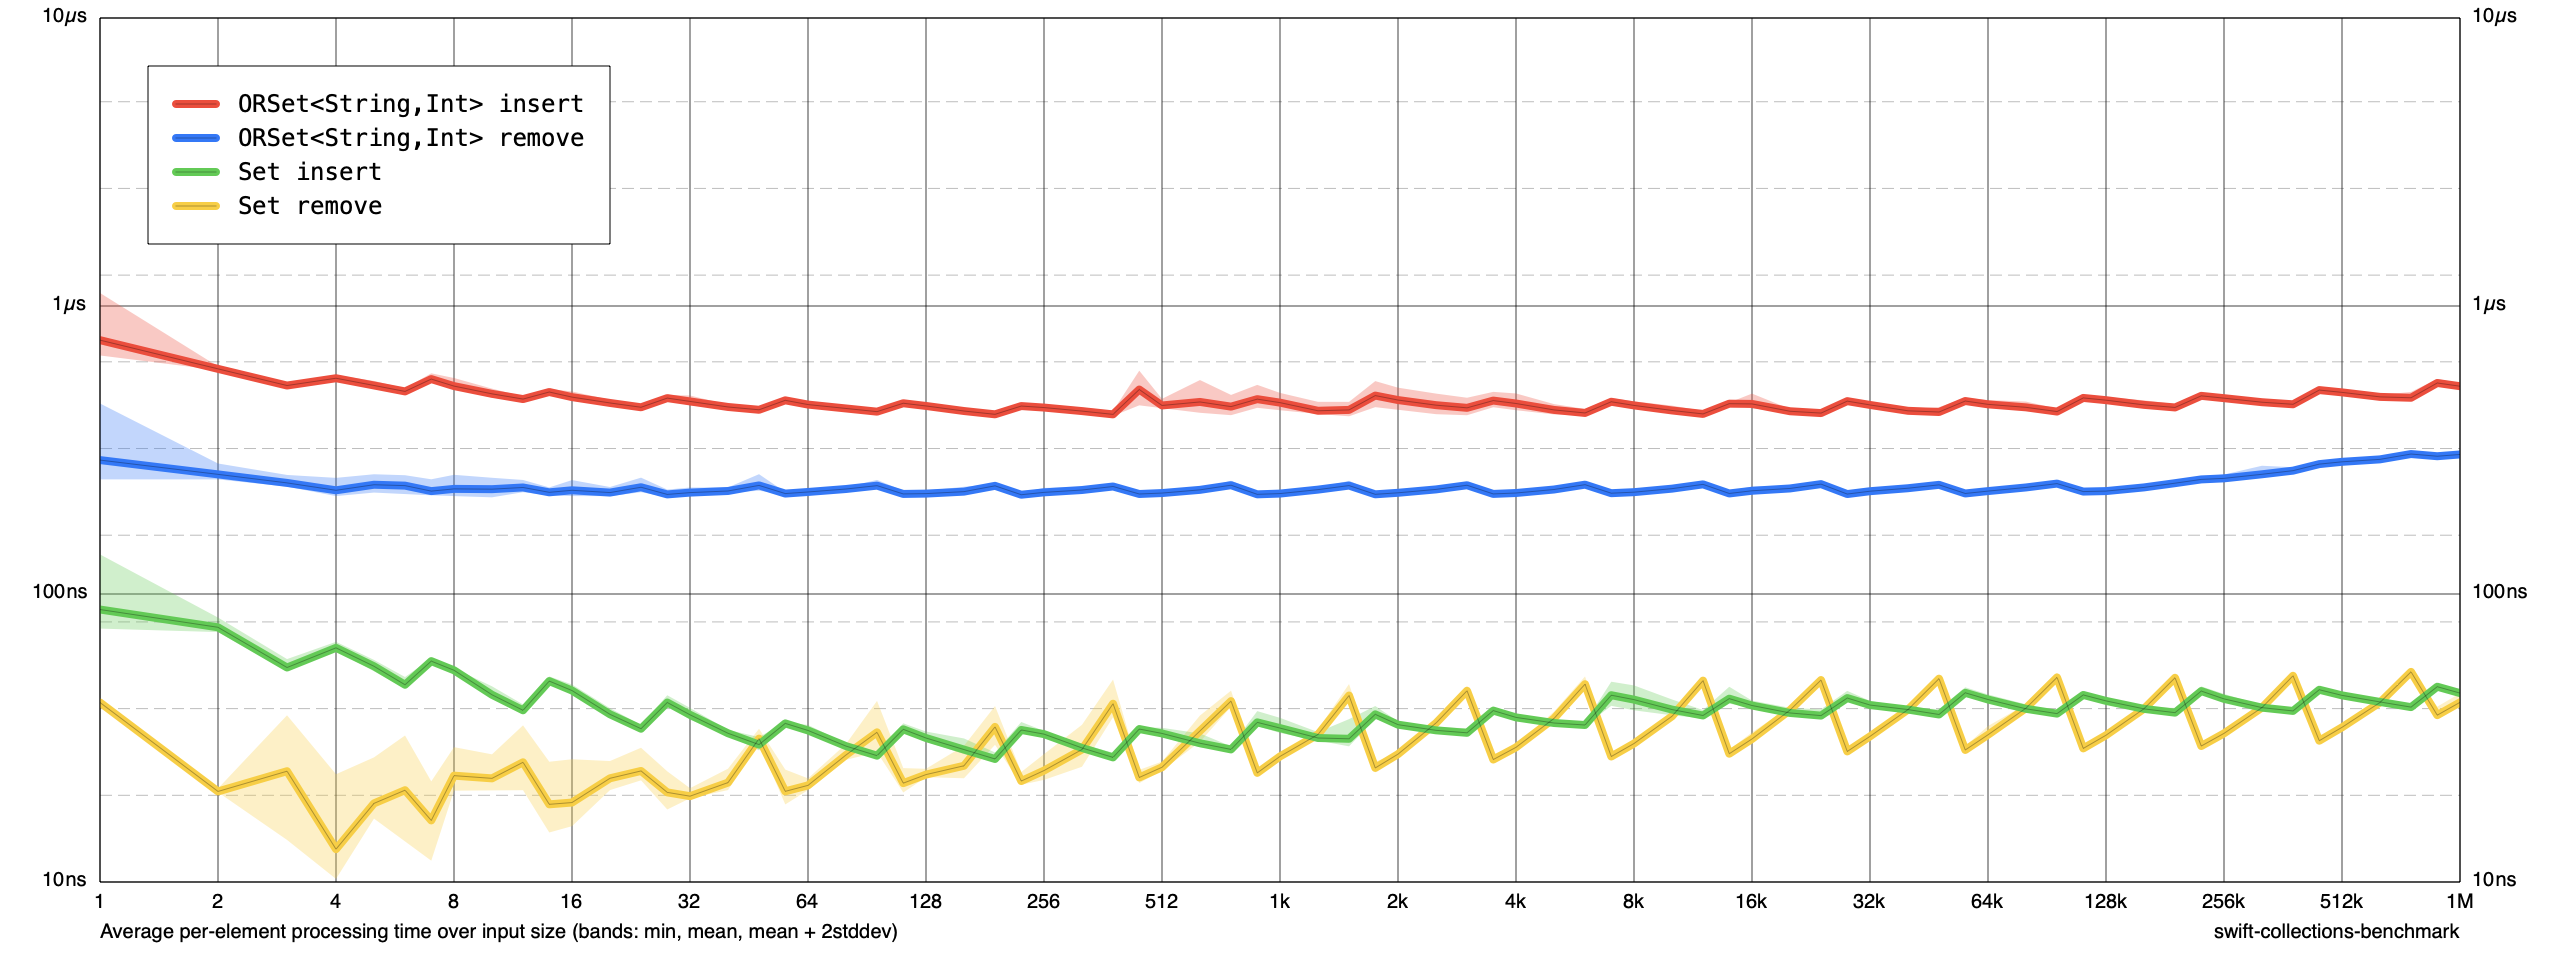 10µs 10µs
ORSet<String,Int> insert
ORSet<String,Int> remove
Set insert
Set remove
1µs 1µs
100ns 100ns
10ns 10ns
1 2 4 8 16 32 64 128 256 512 1k 2k 4k 8k 16k 32k 64k 128k 256k 512k 1M
Average per-element processing time over input size (bands: min, mean, mean + 2stddev) swift-collections-benchmark